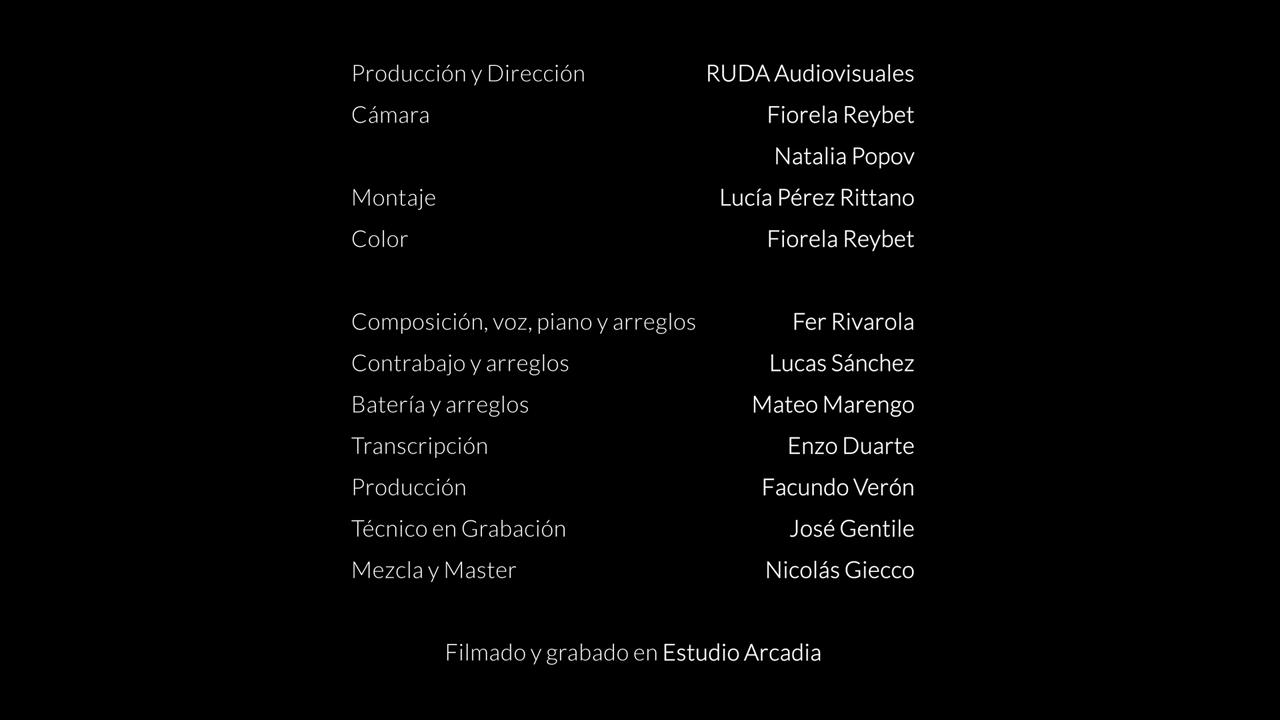 Producción y Dirección RUDA Audiovisuales
Cámara Fiorela Reybet
Natalia Popov
Montaje Lucía Pérez Rittano
Color Fiorela Reybet
Composición, voz, piano y arreglos Fer Rivarola
Contrabajo y arreglos Lucas Sánchez
Batería y arreglos Mateo Marengo
Transcripción Enzo Duarte
Producción Facundo Verón
Técnico en Grabación José Gentile
Mezcla y Master Nicolás Giecco
Filmado y grabado en Estudio Arcadia